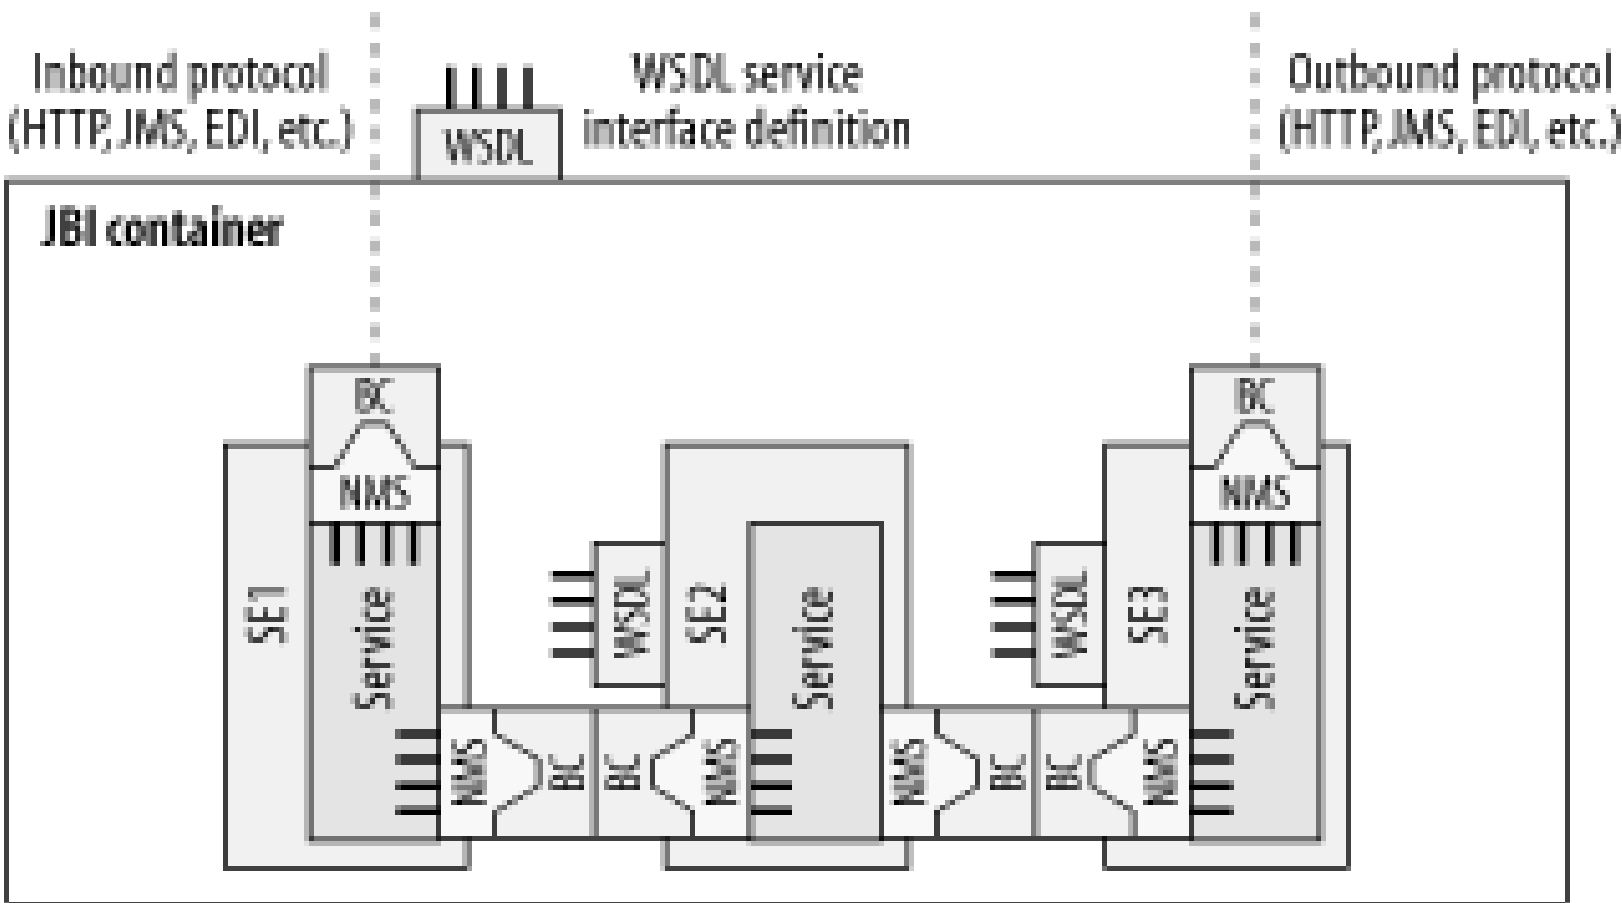 Inbound protocol
(HTTP, JMS, EDI, etc.)
WSDL
WSDL service
interface definition
Outbound protocol
(HTTP, JMS, EDI, etc.)
JBI container
BC
NMS
SE1
Service
NMS
BC
BC
NMS
WSDL
SE2
Service
NMS
BC
BC
NMS
WSDL
SE3
BC
NMS
Service